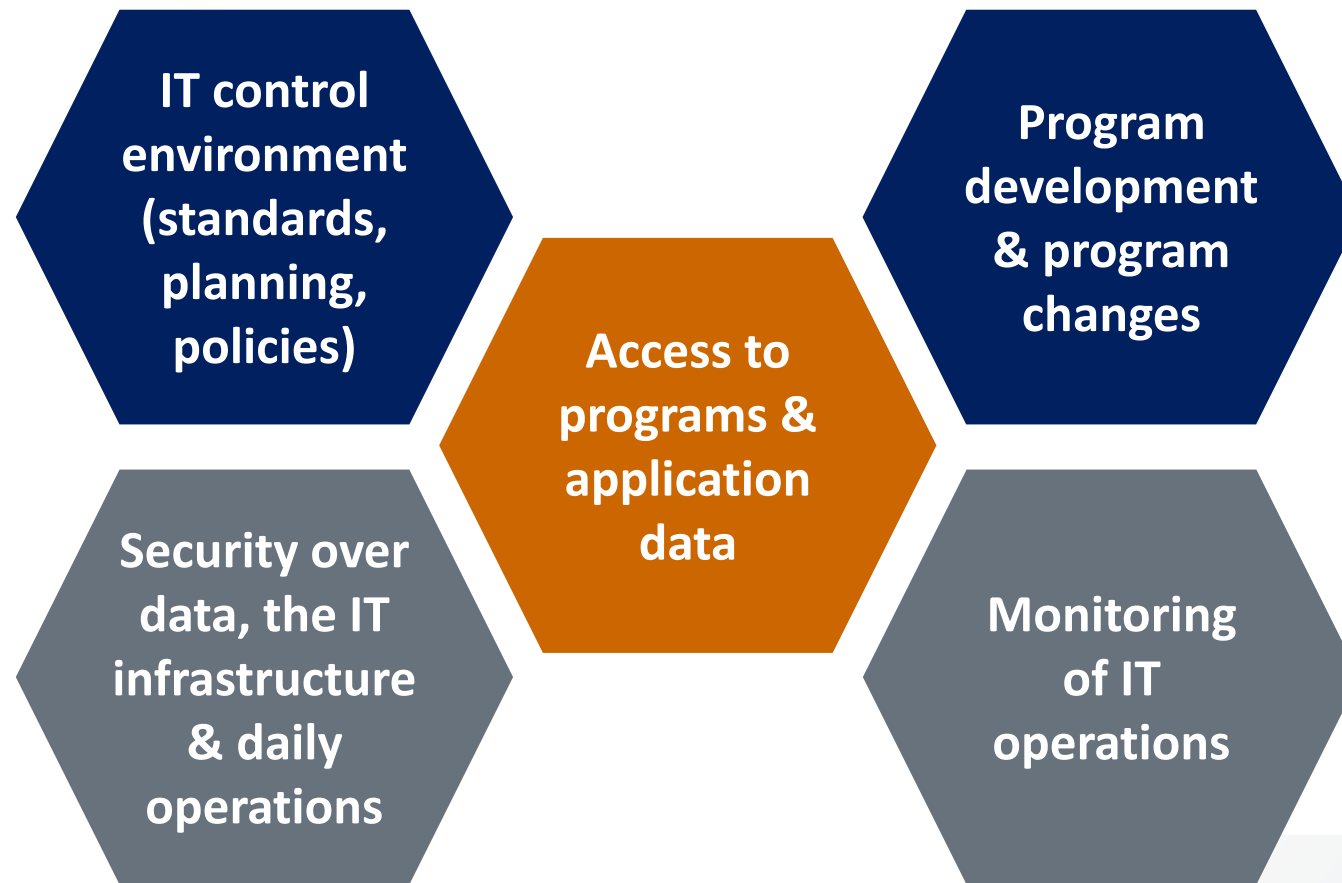 IT control
environment
(standards,
planning,
policies)
Program
development
& program
changes
Access to
programs &
application
data
Security over
data, the IT
infrastructure
& daily
operations
Monitoring
of IT
operations